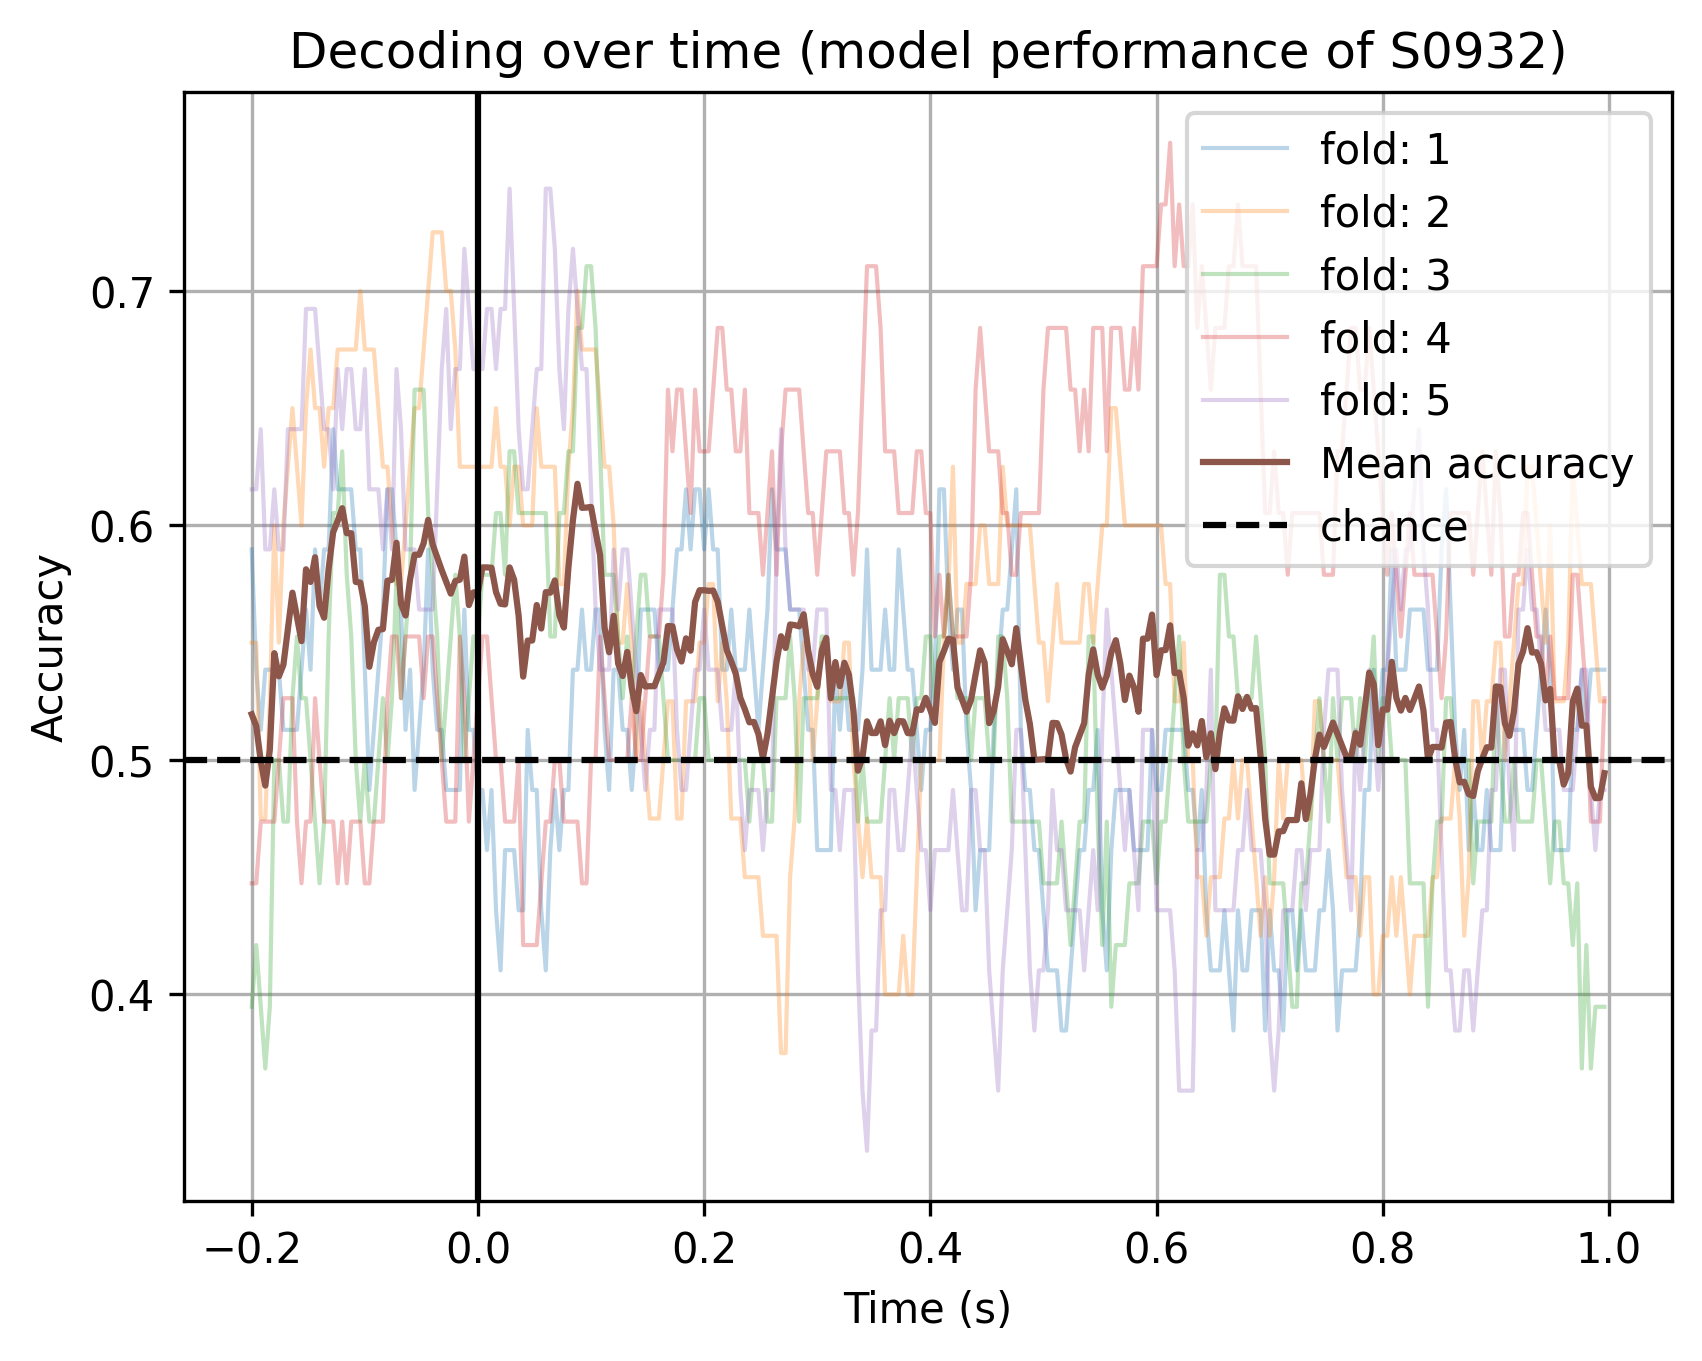 Decoding over time (model performance of S0932)
fold: 1
fold: 2
fold: 3
fold: 4
fold: 5
Mean accuracy
chance
Accuracy
0.7
0.6
0.5
0.4
−0.2 0.0 0.2 0.4 0.6 0.8 1.0
Time (s)